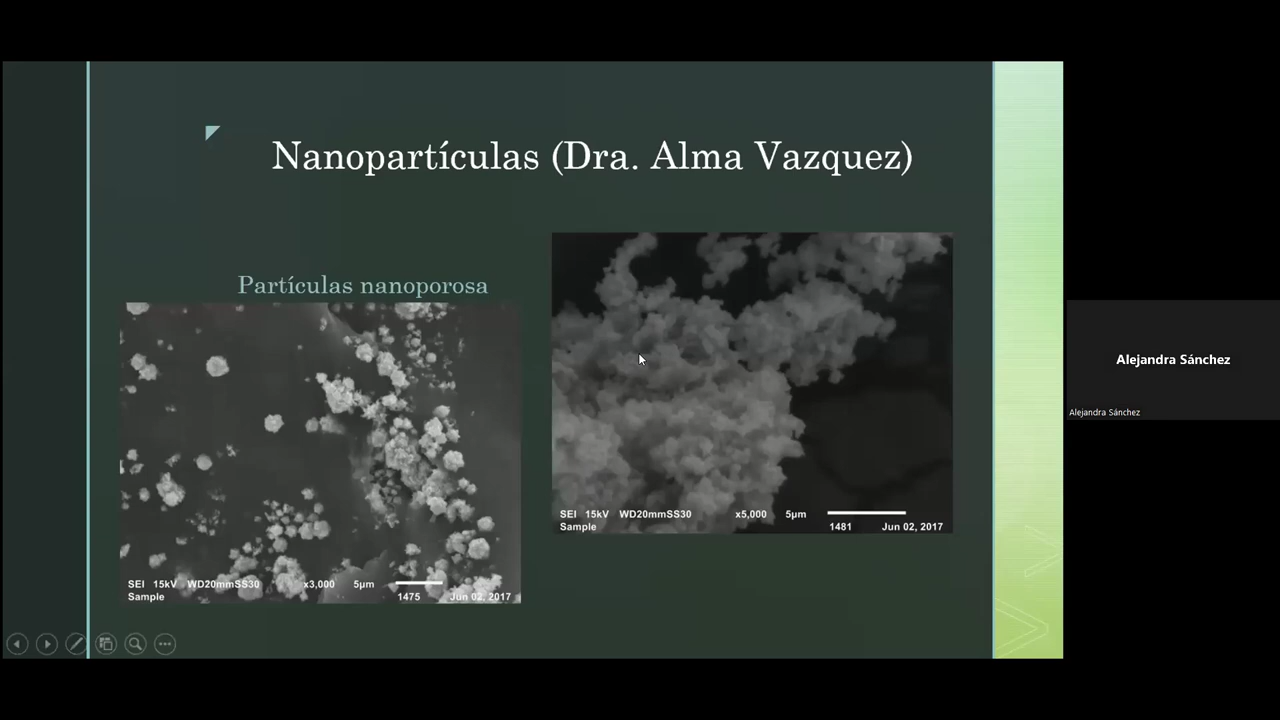 Nanopartículas (Dra. Alma Vazquez)
Partículas nanoporosa
SEI 15kV WD20mmSS30 x3,000 5μm
Sample 1475 Jun 02, 2017
SEI 15kV WD20mmSS30 x5,000 5μm
Sample 1481 Jun 02, 2017
Alejandra Sánchez
Alejandra Sánchez